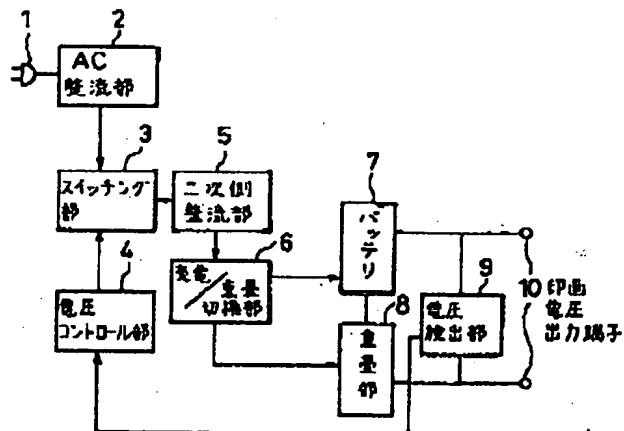 1
2
AC
整流部
3
スイッチング
部
5
二次側
整流部
4
電圧
コントロール部
6
充電
/重畳
切換部
7
バッテリ
8
重畳部
9
電圧
検出部
10 印画
電圧
出力端子